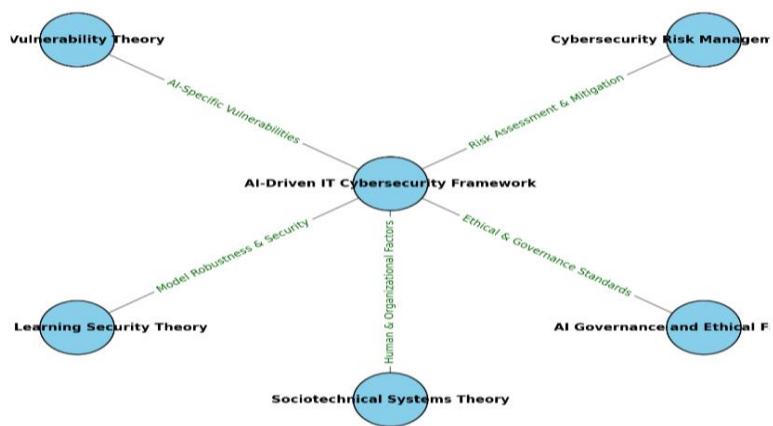 Vulnerability Theory
Cybersecurity Risk Managem
AI-Specific Vulnerabilities
Risk Assessment & Mitigation
AI-Driven IT Cybersecurity Framework
Model Robustness & Security
Human & Organizational Factors
Ethical & Governance Standards
Learning Security Theory
AI Governance and Ethical F
Sociotechnical Systems Theory